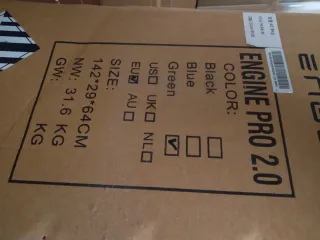 ENGINE PRO 2.0
COLOR:
Black
Blue
Green
US UK NL
EU AU
SIZE:
142*29*64CM
NW: KG
GW: 31.6 KG